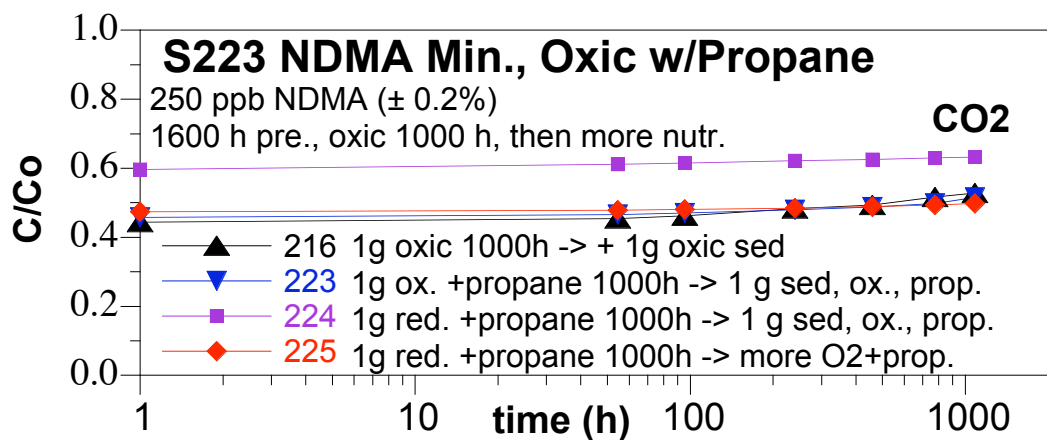 1.0
S223 NDMA Min., Oxic w/Propane
0.8
250 ppb NDMA (± 0.2%)
1600 h pre., oxic 1000 h, then more nutr.
CO2
0.6
C/Co
0.4
216 1g oxic 1000h -> + 1g oxic sed
223 1g ox. +propane 1000h -> 1 g sed, ox., prop.
0.2
224 1g red. +propane 1000h -> 1 g sed, ox., prop.
225 1g red. +propane 1000h -> more O2+prop.
0.0
1 10 100 1000
time (h)